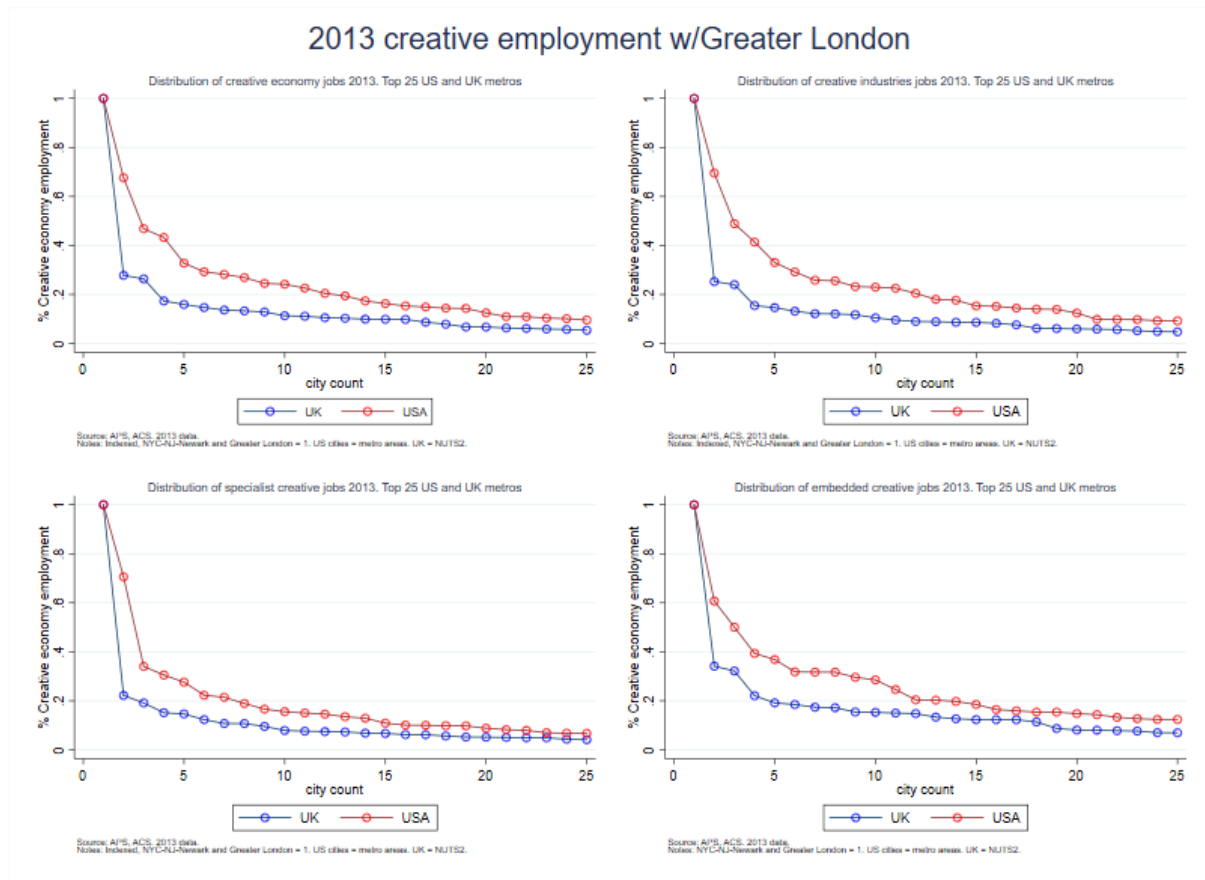 2013 creative employment w/Greater London
Distribution of creative economy jobs 2013. Top 25 US and UK metros
% Creative economy employment
0 .2 .4 .6 .8 1
0 5 10 15 20 25
city count
UK USA
Source: APS, ACS. 2013 data.
Notes: Indexed, NYC-NJ-Newark and Greater London = 1. US cities = metro areas. UK = NUTS2.
Distribution of creative industries jobs 2013. Top 25 US and UK metros
% Creative economy employment
0 .2 .4 .6 .8 1
0 5 10 15 20 25
city count
UK USA
Source: APS, ACS. 2013 data.
Notes: Indexed, NYC-NJ-Newark and Greater London = 1. US cities = metro areas. UK = NUTS2.
Distribution of specialist creative jobs 2013. Top 25 US and UK metros
% Creative economy employment
0 .2 .4 .6 .8 1
0 5 10 15 20 25
city count
UK USA
Source: APS, ACS. 2013 data.
Notes: Indexed, NYC-NJ-Newark and Greater London = 1. US cities = metro areas. UK = NUTS2.
Distribution of embedded creative jobs 2013. Top 25 US and UK metros
% Creative economy employment
0 .2 .4 .6 .8 1
0 5 10 15 20 25
city count
UK USA
Source: APS, ACS. 2013 data.
Notes: NYC-NJ-Newark and Greater London = 1. US cities = metro areas. UK = NUTS2.